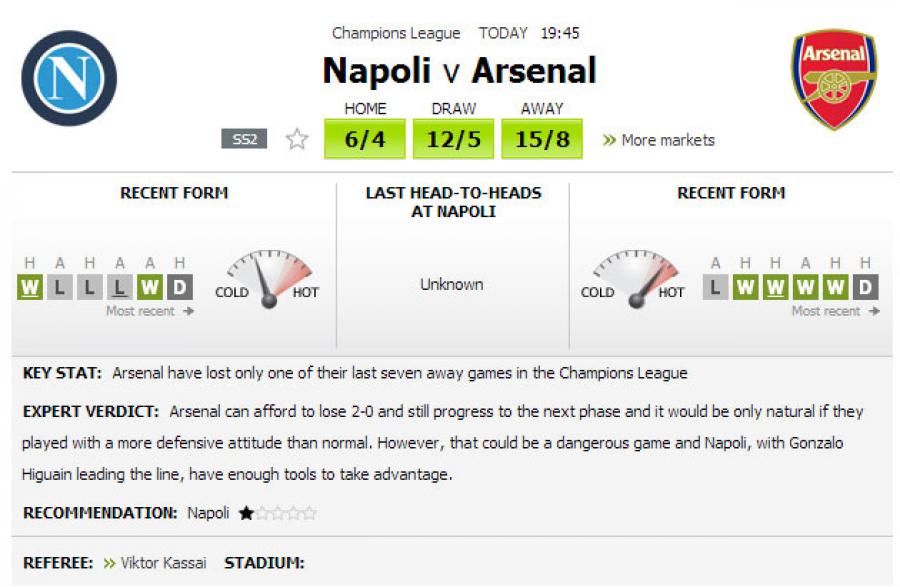 Champions League TODAY 19:45
Napoli v Arsenal
N
Arsenal
HOME DRAW AWAY
SS2 6/4 12/5 15/8 More markets
RECENT FORM
H A H A A H
W L L L W D
Most recent
COLD HOT
LAST HEAD-TO-HEADS
AT NAPOLI
Unknown
RECENT FORM
COLD HOT
A H H A H H
L W W W W D
Most recent
KEY STAT: Arsenal have lost only one of their last seven away games in the Champions League
EXPERT VERDICT: Arsenal can afford to lose 2-0 and still progress to the next phase and it would be only natural if they
played with a more defensive attitude than normal. However, that could be a dangerous game and Napoli, with Gonzalo
Higuain leading the line, have enough tools to take advantage.
RECOMMENDATION: Napoli
REFEREE: Viktor Kassai STADIUM: